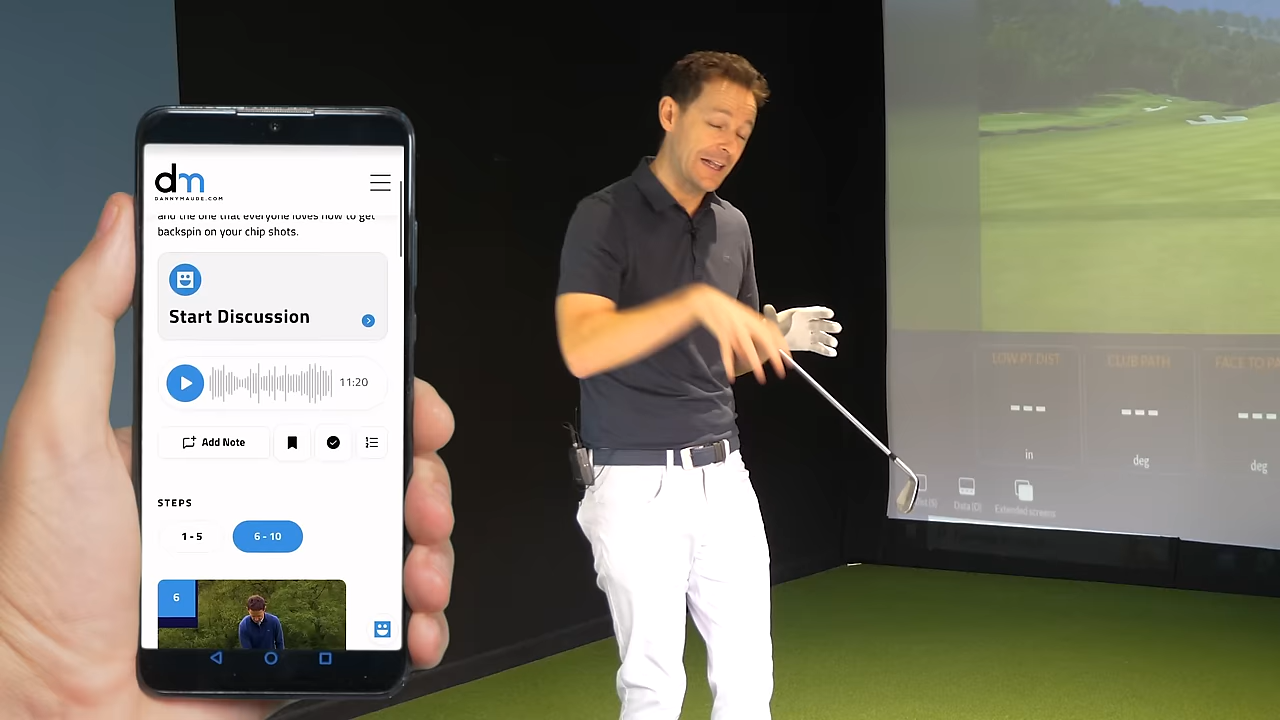 dm
DANNYMAUDE.COM
and the one that everyone loves how to get
backspin on your chip shots.
Start Discussion
11:20
Add Note
STEPS
1 - 5
6 - 10
6
LOW PT. DIST
CLUB PATH
FACE TO PA
---
---
---
in
deg
deg
Data (D)
Extended screens